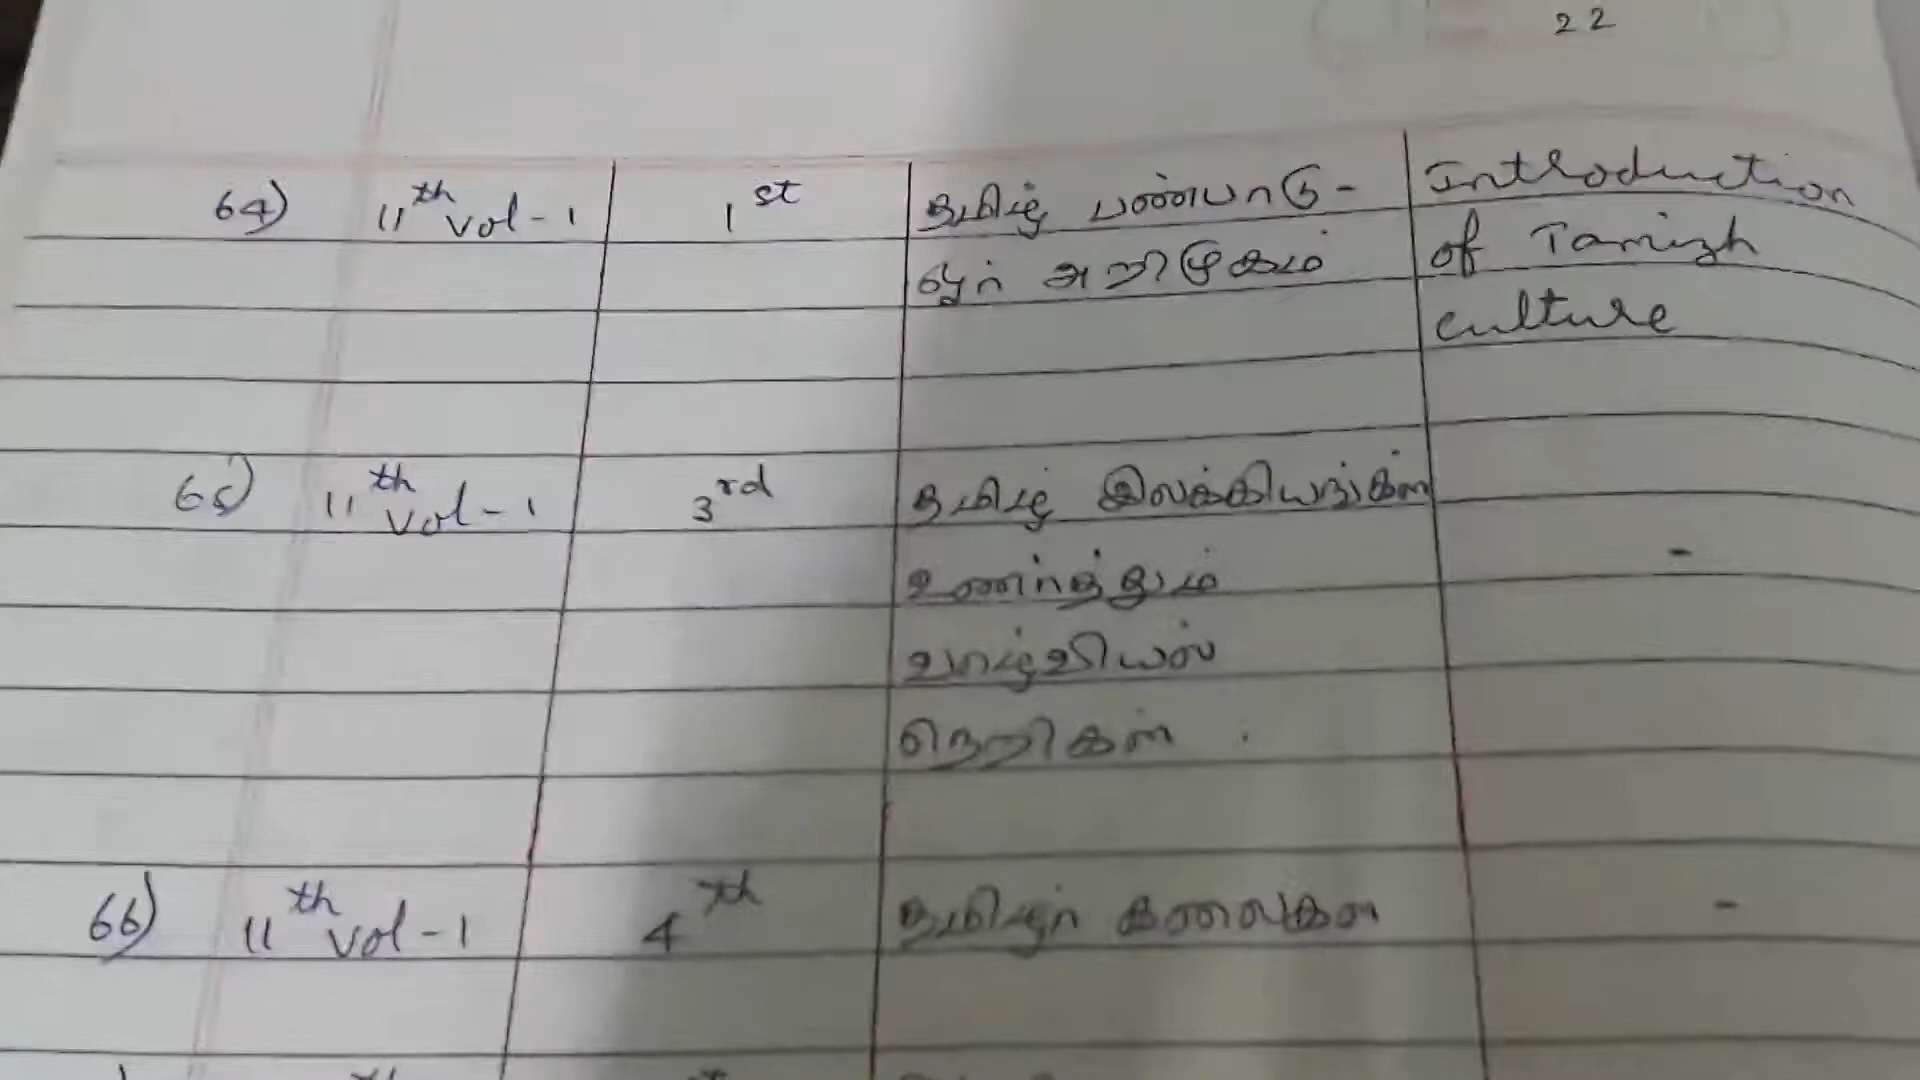 22
64) 11th vol-1 1st தமிழ் பண்பாடு- Introduction
ன் அறிமுகம் of Tamizh
culture
65) 11th vol-1 3rd தமிழ் இலக்கியங்கள்
உணர்த்தும் -
வாழ்வியல்
நெறிகள் .
66) 11th vol-1 4th தமிழர் கலைகள் -